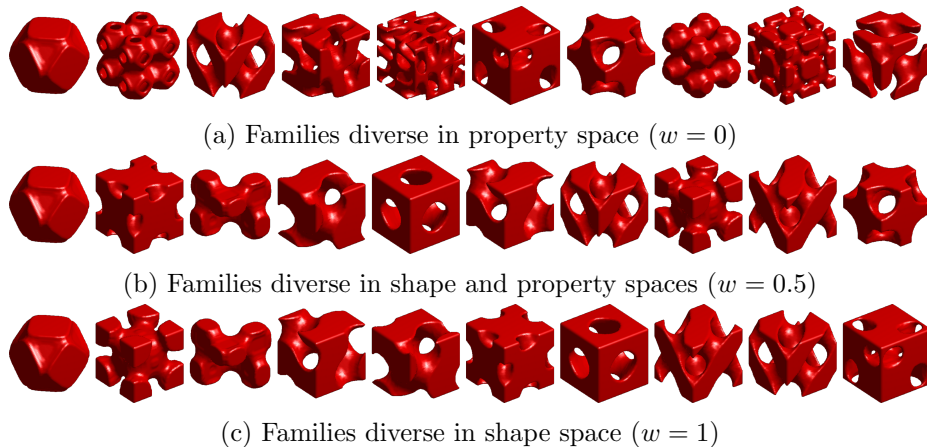 (a) Families diverse in property space (w = 0)
(b) Families diverse in shape and property spaces (w = 0.5)
(c) Families diverse in shape space (w = 1)